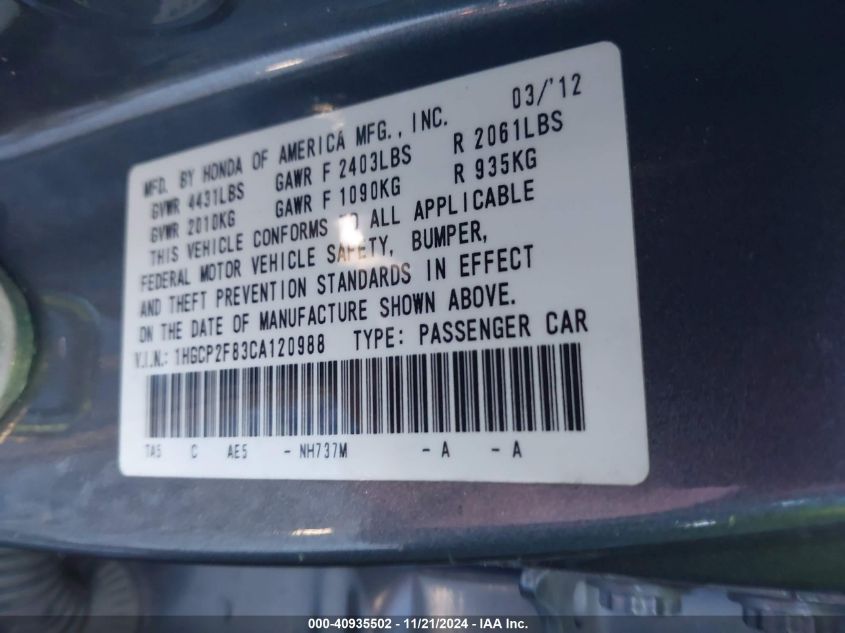 03/'12
MFD. BY HONDA OF AMERICA MFG., INC.
GVWR 4431LBS GAWR F 2403LBS R 2061LBS
GVWR 2010KG GAWR F 1090KG R 935KG
THIS VEHICLE CONFORMS TO ALL APPLICABLE
FEDERAL MOTOR VEHICLE SAFETY, BUMPER,
AND THEFT PREVENTION STANDARDS IN EFFECT
ON THE DATE OF MANUFACTURE SHOWN ABOVE.
V.I.N.: 1HGCP2F83CA120988 TYPE: PASSENGER CAR
TA5 C AE5 - NH737M - A - A
000-40935502 - 11/21/2024 - IAA Inc.